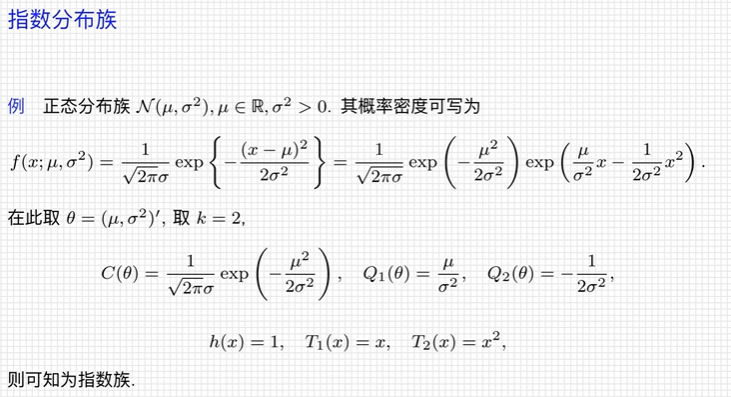 指数分布族
例 正态分布族 $\mathcal{N}(\mu, \sigma^2), \mu \in \mathbb{R}, \sigma^2 > 0.$ 其概率密度可写为
$f(x; \mu, \sigma^2) = \frac{1}{\sqrt{2\pi}\sigma} \exp\left\{-\frac{(x-\mu)^2}{2\sigma^2}\right\} = \frac{1}{\sqrt{2\pi\sigma}} \exp\left(-\frac{\mu^2}{2\sigma^2}\right) \exp\left(\frac{\mu}{\sigma^2}x - \frac{1}{2\sigma^2}x^2\right).$
在此取 $\theta = (\mu, \sigma^2)'$, 取 $k = 2$,
$C(\theta) = \frac{1}{\sqrt{2\pi}\sigma} \exp\left(-\frac{\mu^2}{2\sigma^2}\right), \quad Q_1(\theta) = \frac{\mu}{\sigma^2}, \quad Q_2(\theta) = -\frac{1}{2\sigma^2},$
$h(x) = 1, \quad T_1(x) = x, \quad T_2(x) = x^2,$
则可知为指数族.